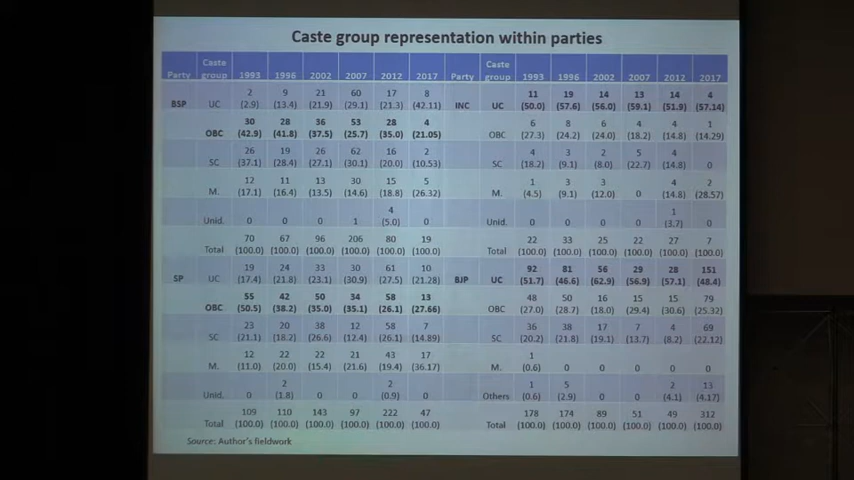 Caste group representation within parties
Party Caste group 1993 1996 2002 2007 2012 2017 Party Caste group 1993 1996 2002 2007 2012 2017
BSP UC 2 (2.9) 9 (13.4) 21 (21.9) 60 (29.1) 17 (21.3) 8 (42.11) INC UC 11 (50.0) 19 (57.6) 14 (56.0) 13 (59.1) 14 (51.9) 4 (57.14)
OBC 30 (42.9) 28 (41.8) 36 (37.5) 53 (25.7) 28 (35.0) 4 (21.05) OBC 6 (27.3) 8 (24.2) 6 (24.0) 4 (18.2) 4 (14.8) 1 (14.29)
SC 26 (37.1) 19 (28.4) 26 (27.1) 62 (30.1) 16 (20.0) 2 (10.53) SC 4 (18.2) 3 (9.1) 2 (8.0) 5 (22.7) 4 (14.8) 0
M. 12 (17.1) 11 (16.4) 13 (13.5) 30 (14.6) 15 (18.8) 5 (26.32) M. 1 (4.5) 3 (9.1) 3 (12.0) 0 4 (14.8) 2 (28.57)
Unid. 0 0 0 1 4 (5.0) 0 Unid. 0 0 0 0 1 (3.7) 0
Total 70 (100.0) 67 (100.0) 96 (100.0) 206 (100.0) 80 (100.0) 19 (100.0) Total 22 (100.0) 33 (100.0) 25 (100.0) 22 (100.0) 27 (100.0) 7 (100.0)
SP UC 19 (17.4) 24 (21.8) 33 (23.1) 30 (30.9) 61 (27.5) 10 (21.28) BJP UC 92 (51.7) 81 (46.6) 56 (62.9) 29 (56.9) 28 (57.1) 151 (48.4)
OBC 55 (50.5) 42 (38.2) 50 (35.0) 34 (35.1) 58 (26.1) 13 (27.66) OBC 48 (27.0) 50 (28.7) 16 (18.0) 15 (29.4) 15 (30.6) 79 (25.32)
SC 23 (21.1) 20 (18.2) 38 (26.6) 12 (12.4) 58 (26.1) 7 (14.89) SC 36 (20.2) 38 (21.8) 17 (19.1) 7 (13.7) 4 (8.2) 69 (22.12)
M. 12 (11.0) 22 (20.0) 22 (15.4) 21 (21.6) 43 (19.4) 17 (36.17) M. 1 (0.6) 0 0 0 0 0
Unid. 0 2 (1.8) 0 0 2 (0.9) 0 Others 1 (0.6) 5 (2.9) 0 0 2 (4.1) 13 (4.17)
Total 109 (100.0) 110 (100.0) 143 (100.0) 97 (100.0) 222 (100.0) 47 (100.0) Total 178 (100.0) 174 (100.0) 89 (100.0) 51 (100.0) 49 (100.0) 312 (100.0)
Source: Author's fieldwork